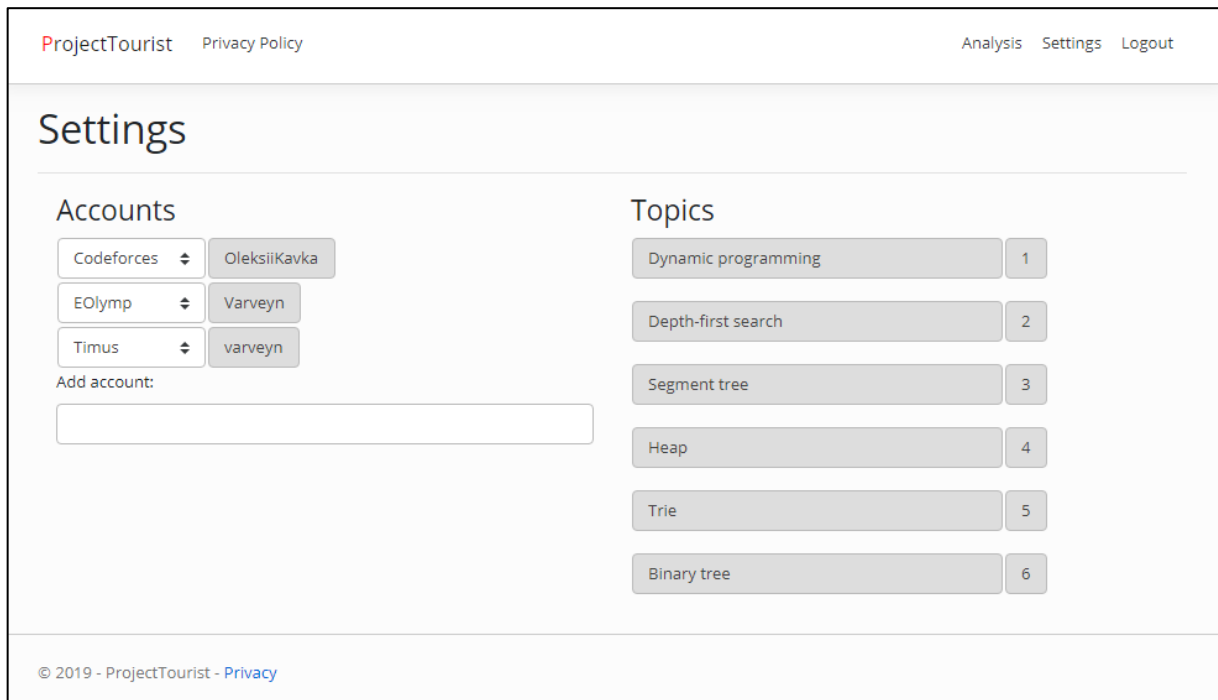 ProjectTourist Privacy Policy Analysis Settings Logout
Settings
Accounts
Codeforces OleksiiKavka
EOlymp Varveyn
Timus varveyn
Add account:
Topics
Dynamic programming 1
Depth-first search 2
Segment tree 3
Heap 4
Trie 5
Binary tree 6
© 2019 - ProjectTourist - Privacy